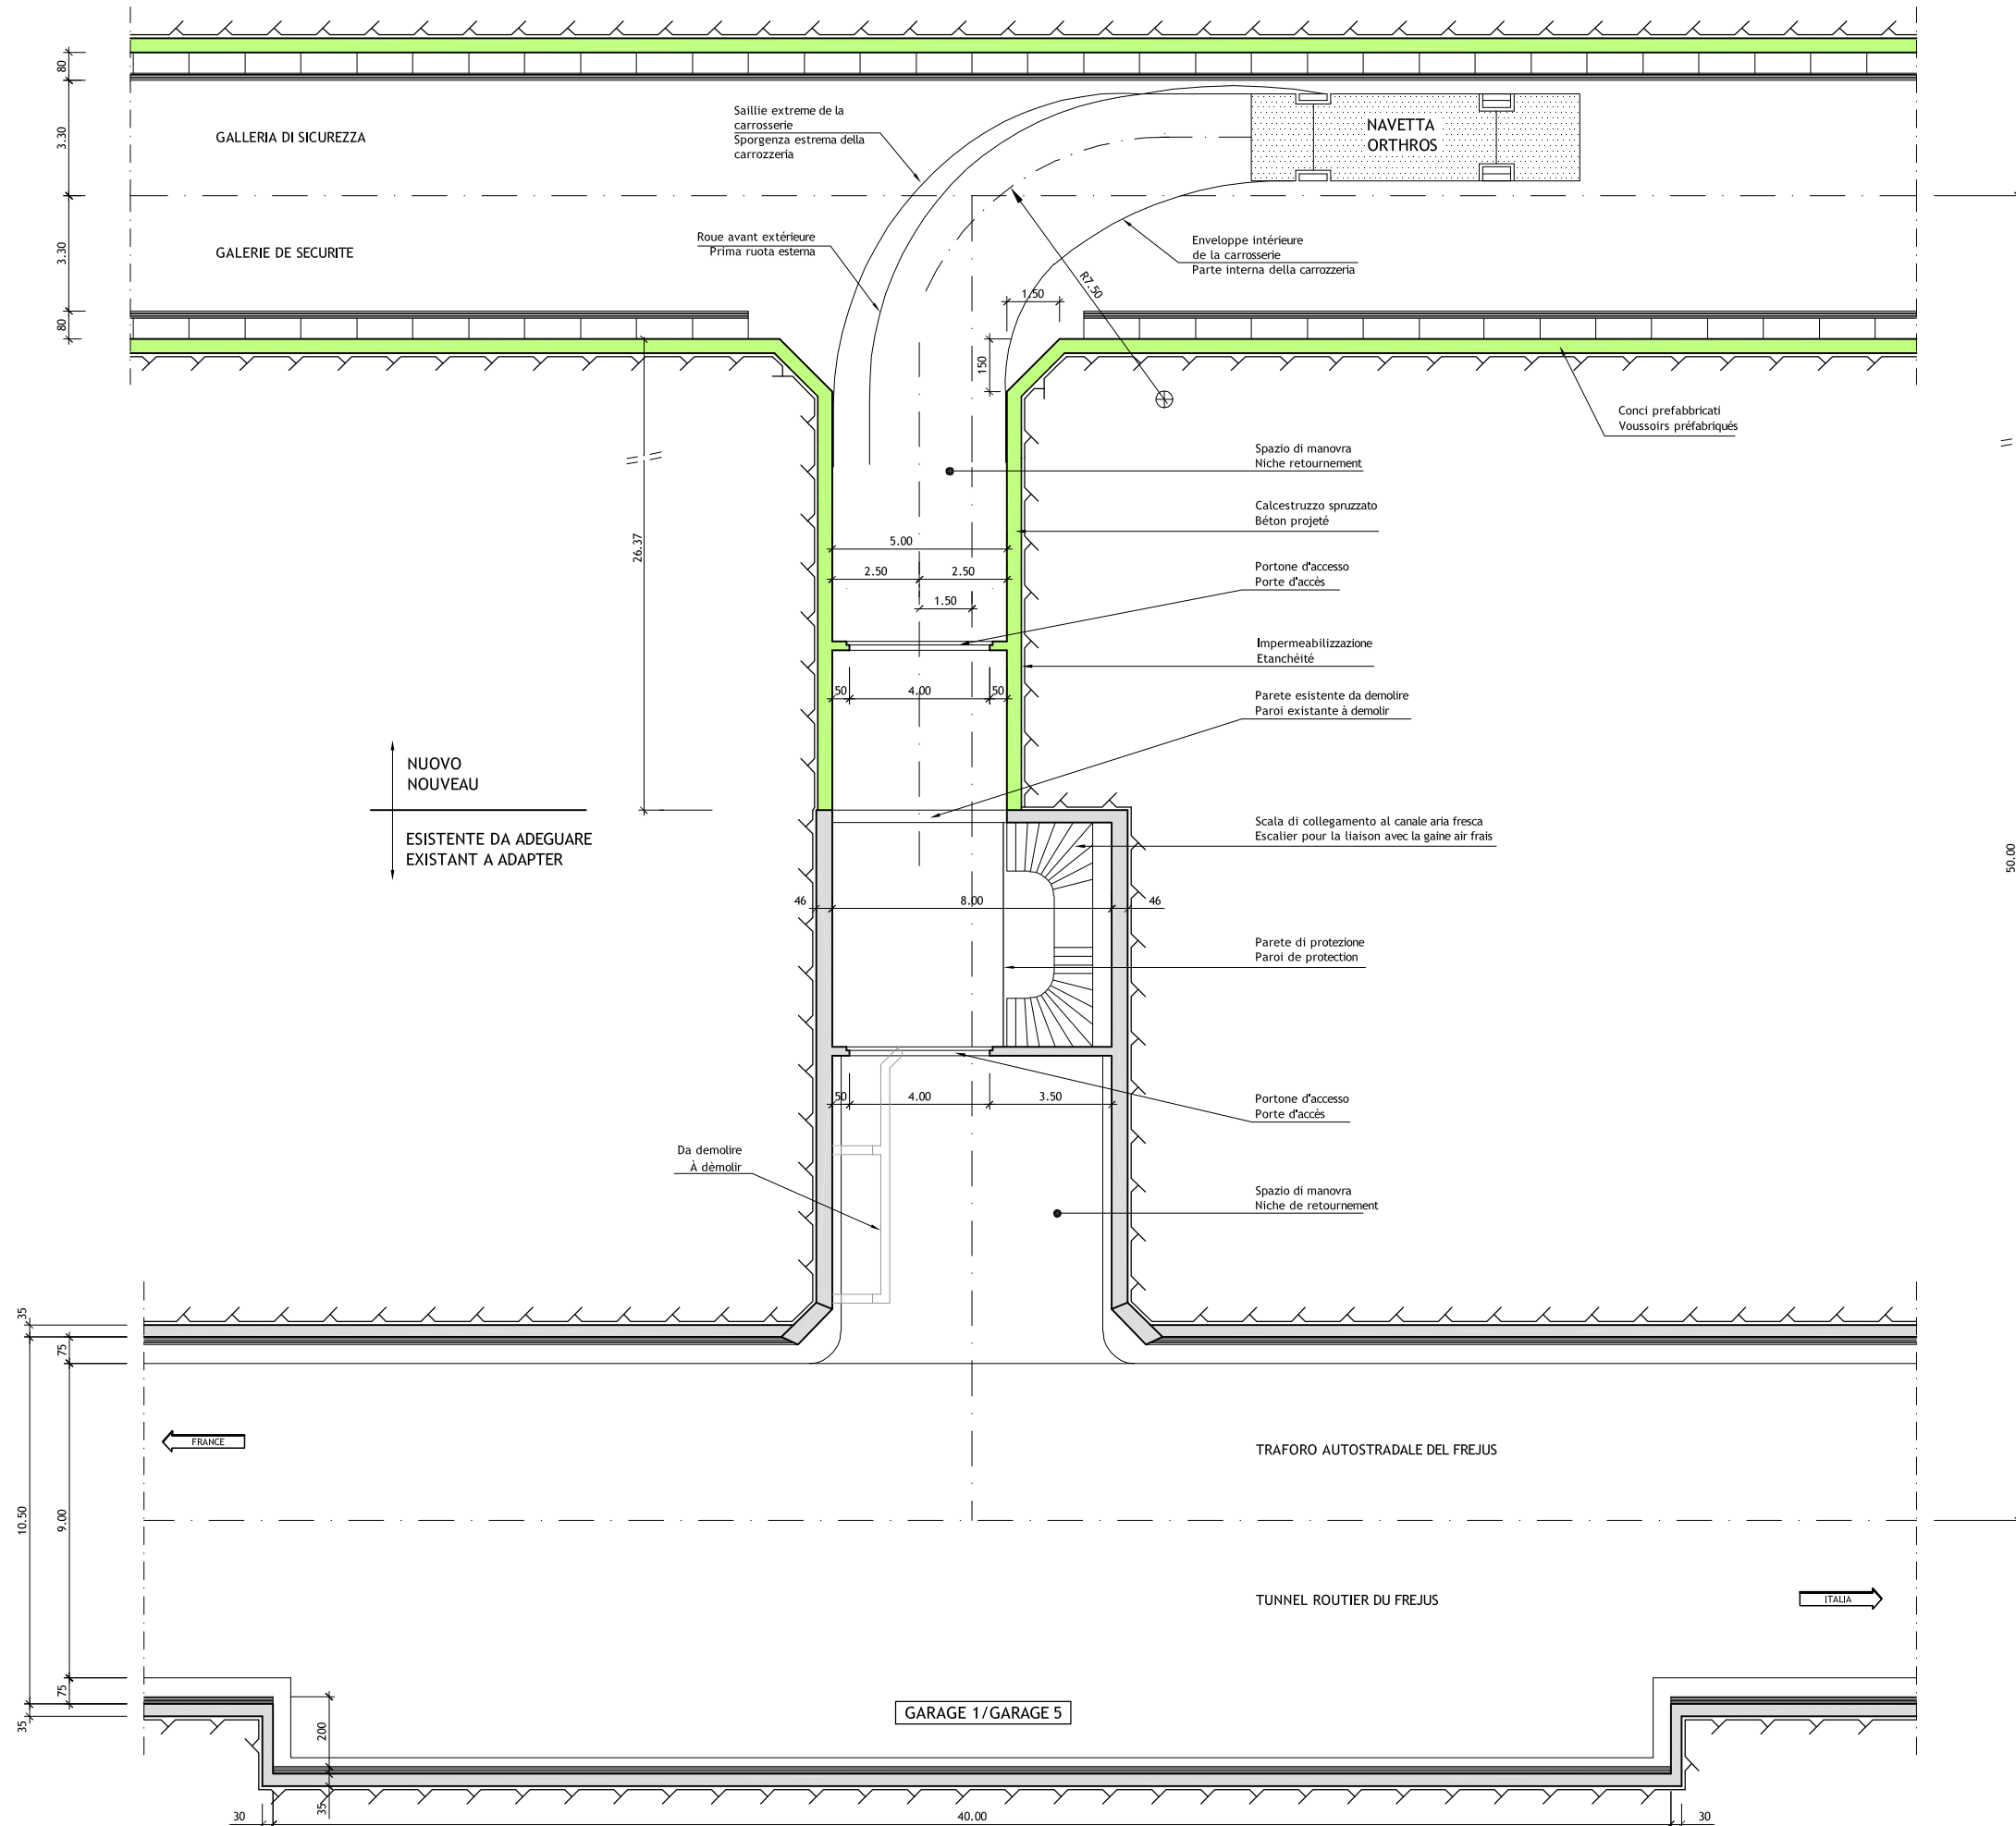 80
3.30
3.30
80
GALLERIA DI SICUREZZA
GALERIE DE SECURITE
Saillie extreme de la
carrosserie
Sporgenza estrema della
carrozzeria
NAVETTA
ORTHROS
Roue avant extérieure
Prima ruota esterna
Enveloppe intérieure
de la carrosserie
Parte interna della carozzeria
R7.50
1.50
150
Conci prefabbricati
Voussoirs préfabriqués
Spazio di manovra
Niche retournement
Calcestruzzo spruzzato
Béton projeté
5.00
2.50
2.50
1.50
26.37
Portone d'accesso
Porte d'accès
Impermeabilizzazione
Etanchéité
50
4.00
50
Parete esistente da demolire
Paroi existante à demolir
NUOVO
NOUVEAU
ESISTENTE DA ADEGUARE
EXISTANT A ADAPTER
Scala di collegamento al canale aria fresca
Escalier pour la liaison avec la gaine air frais
50.00
46
8.00
46
Parete di protezione
Paroi de protection
50
4.00
3.50
Portone d'accesso
Porte d'accès
Da demolire
À dèmolir
Spazio di manovra
Niche de retournement
35
75
10.50
9.00
75
35
FRANCE
TRAFORO AUTOSTRADALE DEL FREJUS
TUNNEL ROUTIER DU FREJUS
ITALIA
GARAGE 1/GARAGE 5
200
35
30
40.00
30